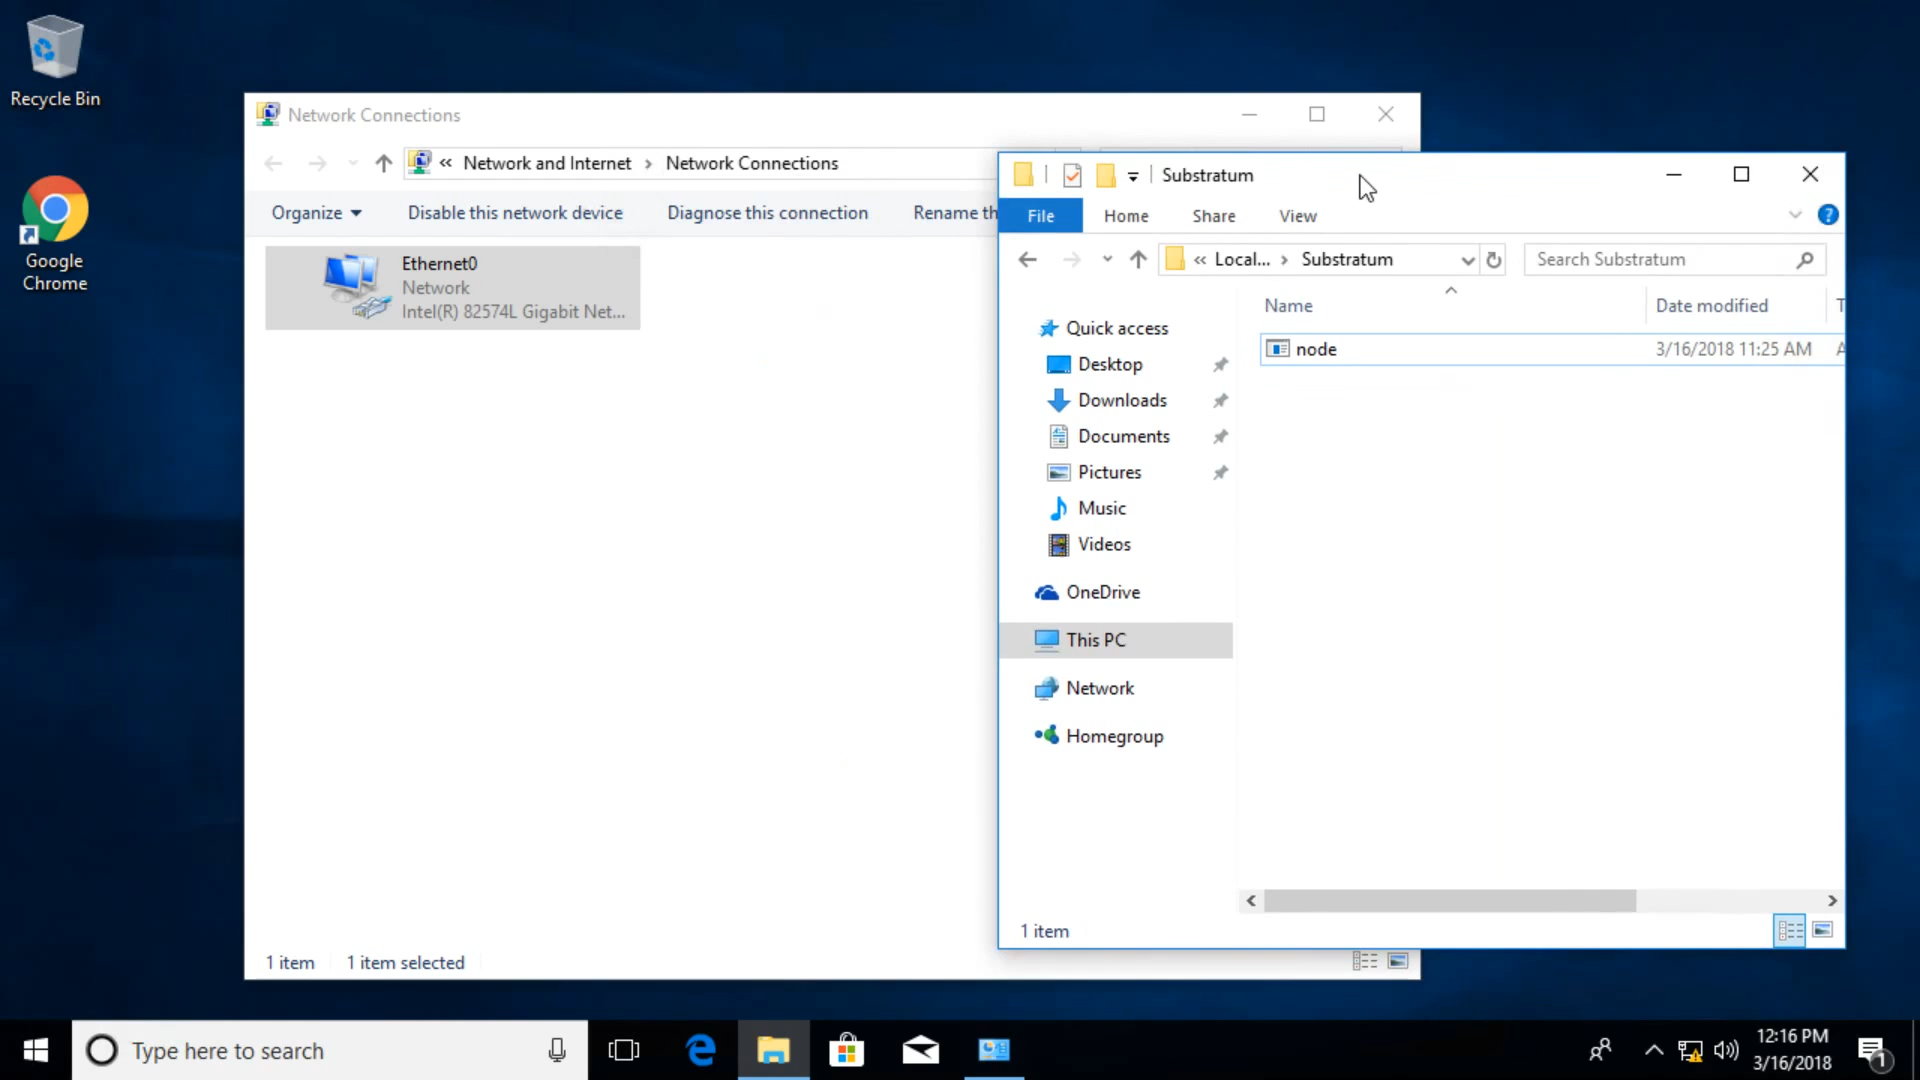 Recycle Bin
Google
Chrome
Network Connections
« Network and Internet › Network Connections
Organize
Disable this network device
Diagnose this connection
Ethernet0
Network
Intel(R) 82574L Gigabit Net...
1 item
1 item selected
Substratum
File
Home
Share
View
« Local... › Substratum
Search Substratum
Name
Date modified
node
3/16/2018 11:25 AM
Quick access
Desktop
Downloads
Documents
Pictures
Music
Videos
OneDrive
This PC
Network
Homegroup
1 item
Type here to search
12:16 PM
3/16/2018
1